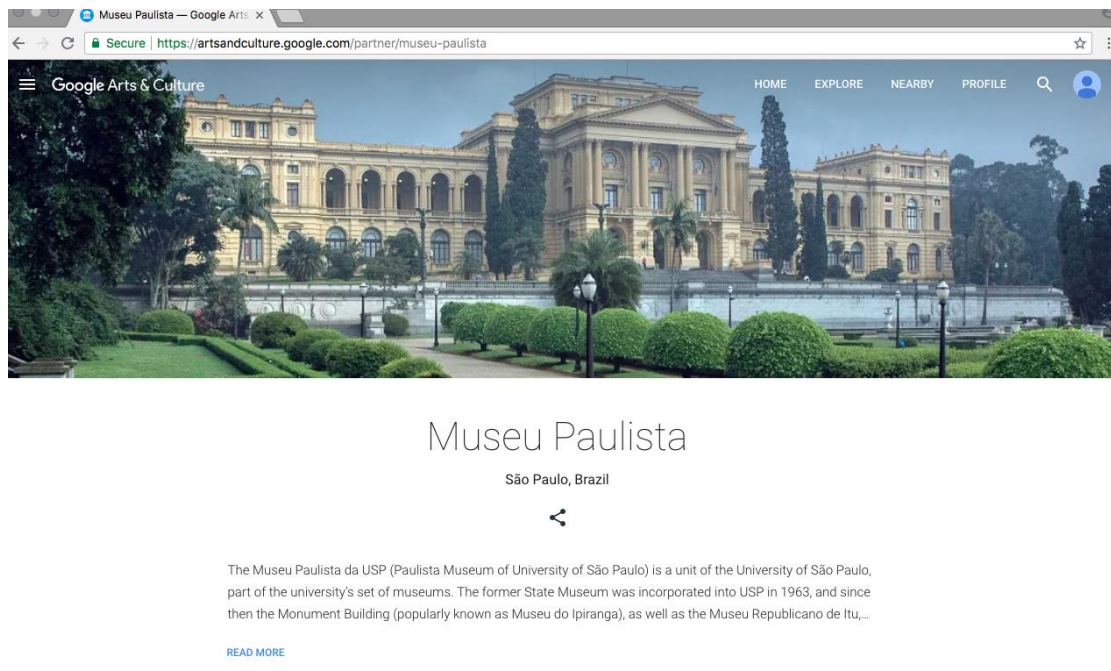 Museu Paulista — Google Arts
Secure https://artsandculture.google.com/partner/museu-paulista
Google Arts & Culture HOME EXPLORE NEARBY PROFILE
Museu Paulista
São Paulo, Brazil
The Museu Paulista da USP (Paulista Museum of University of São Paulo) is a unit of the University of São Paulo,
part of the university's set of museums. The former State Museum was incorporated into USP in 1963, and since
then the Monument Building (popularly known as Museu do Ipiranga), as well as the Museu Republicano de Itu,...
READ MORE